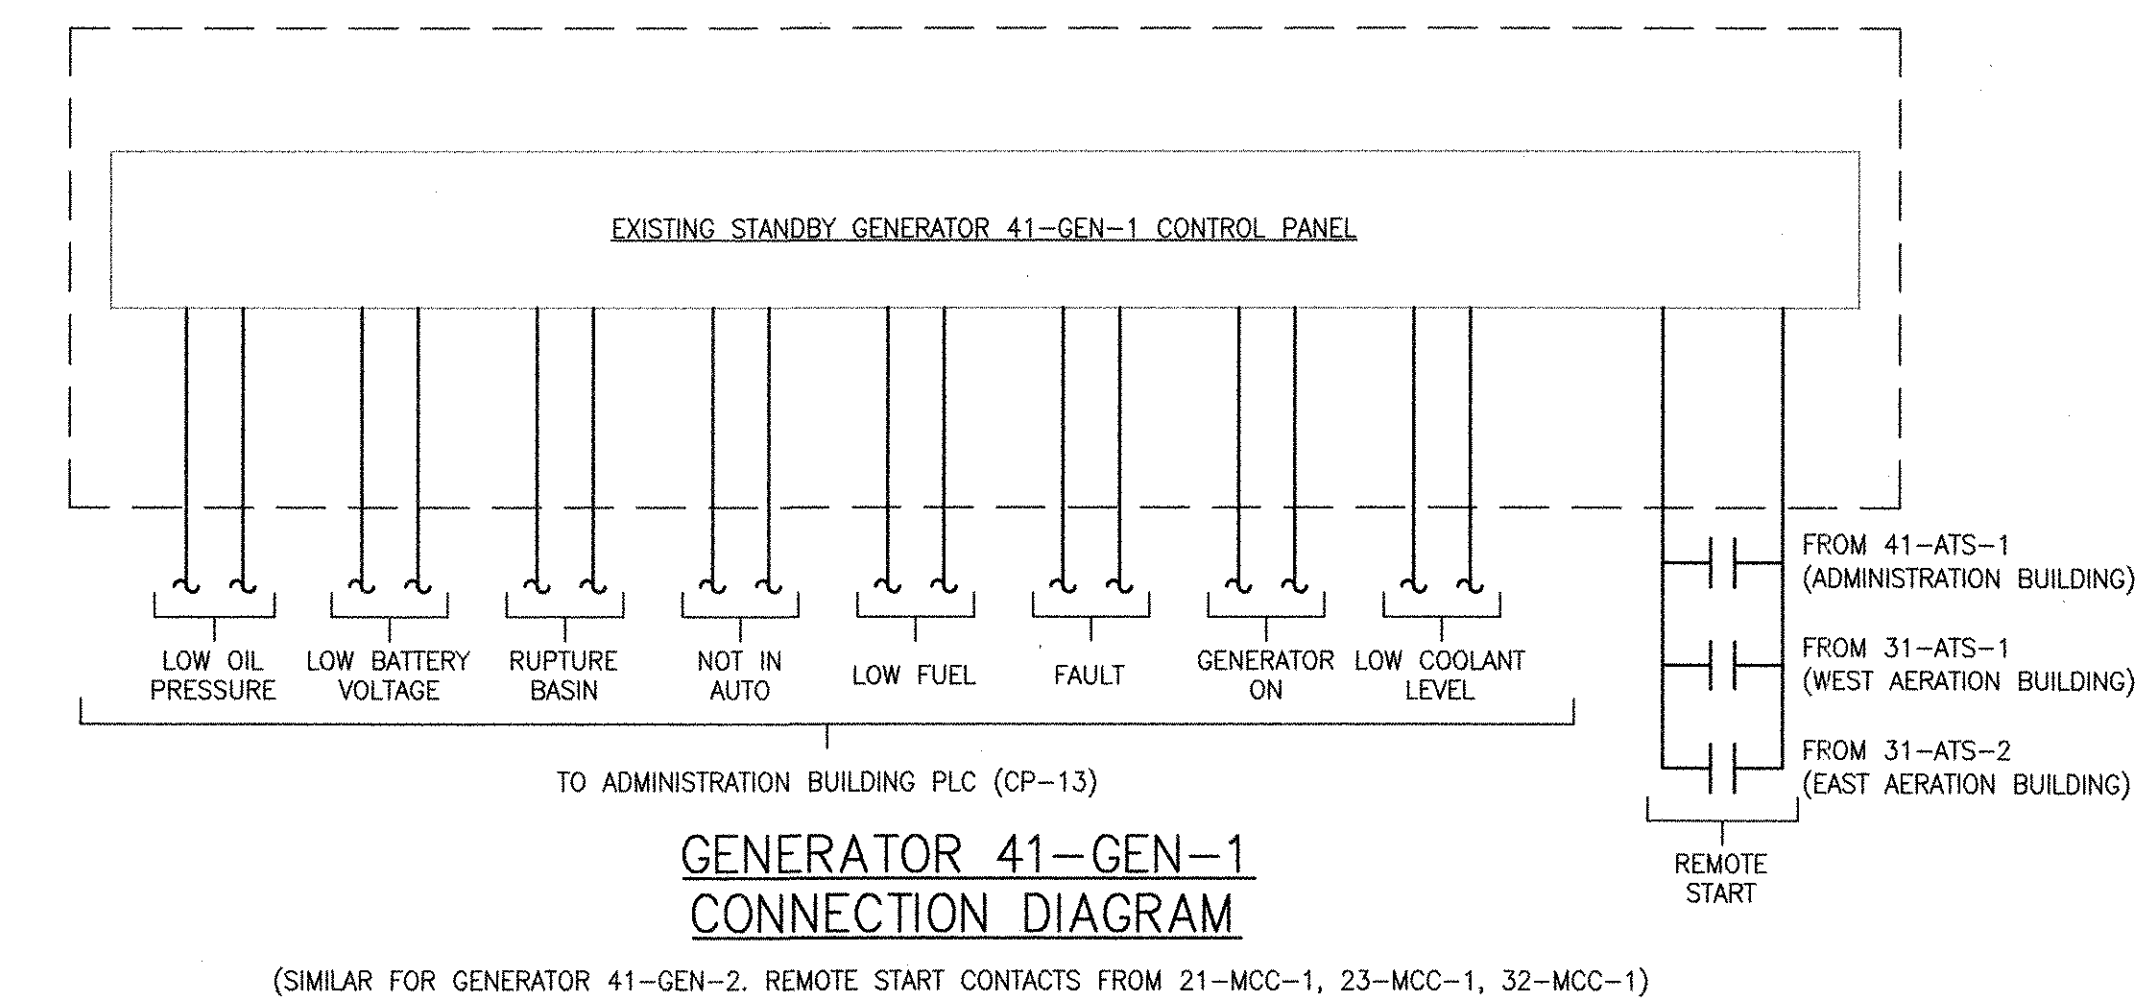 EXISTING STANDBY GENERATOR 41-GEN-1 CONTROL PANEL
LOW OIL
PRESSURE
LOW BATTERY
VOLTAGE
RUPTURE
BASIN
NOT IN
AUTO
LOW FUEL
FAULT
GENERATOR
ON
LOW COOLANT
LEVEL
FROM 41-ATS-1
(ADMINISTRATION BUILDING)
FROM 31-ATS-1
(WEST AERATION BUILDING)
FROM 31-ATS-2
(EAST AERATION BUILDING)
TO ADMINISTRATION BUILDING PLC (CP-13)
REMOTE
START
GENERATOR 41-GEN-1
CONNECTION DIAGRAM
(SIMILAR FOR GENERATOR 41-GEN-2. REMOTE START CONTACTS FROM 21-MCC-1, 23-MCC-1, 32-MCC-1)